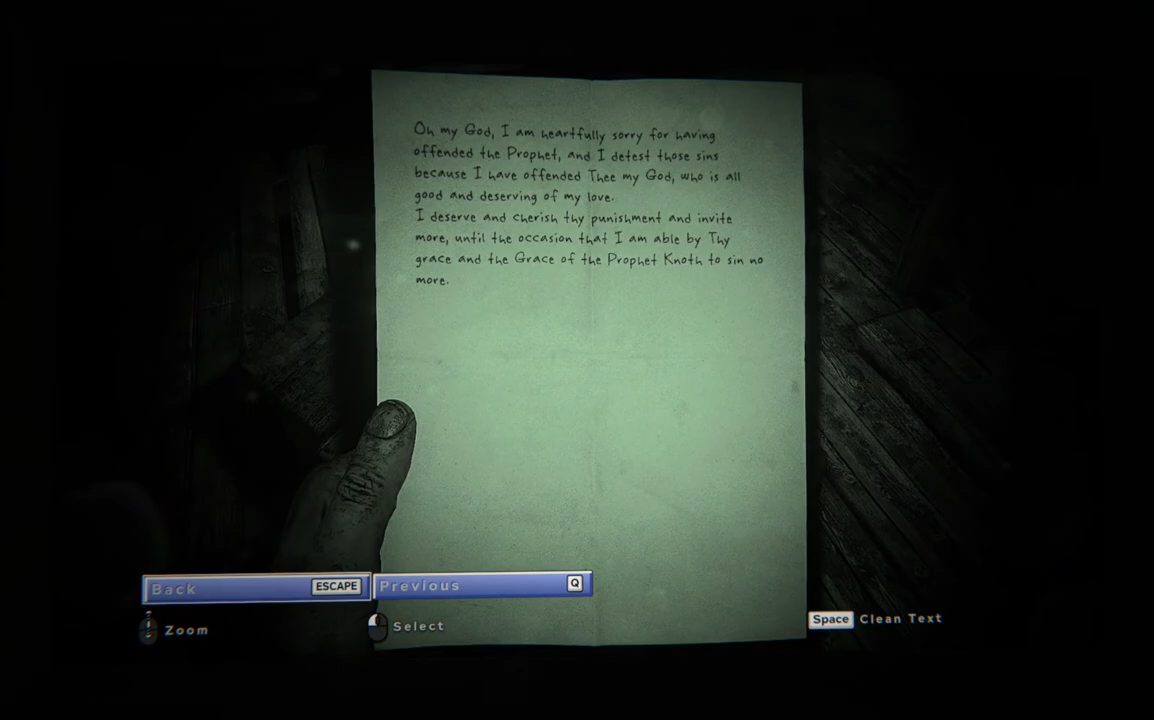 Oh my God, I am heartfully sorry for having
offended the Prophet, and I detest those sins
because I have offended Thee my God, who is all
good and deserving of my love.
I deserve and cherish thy punishment and invite
more, until the occasion that I am able by Thy
grace and the Grace of the Prophet Knoth to sin no
more.
Back ESCAPE Previous Q
Zoom Select Space Clean Text